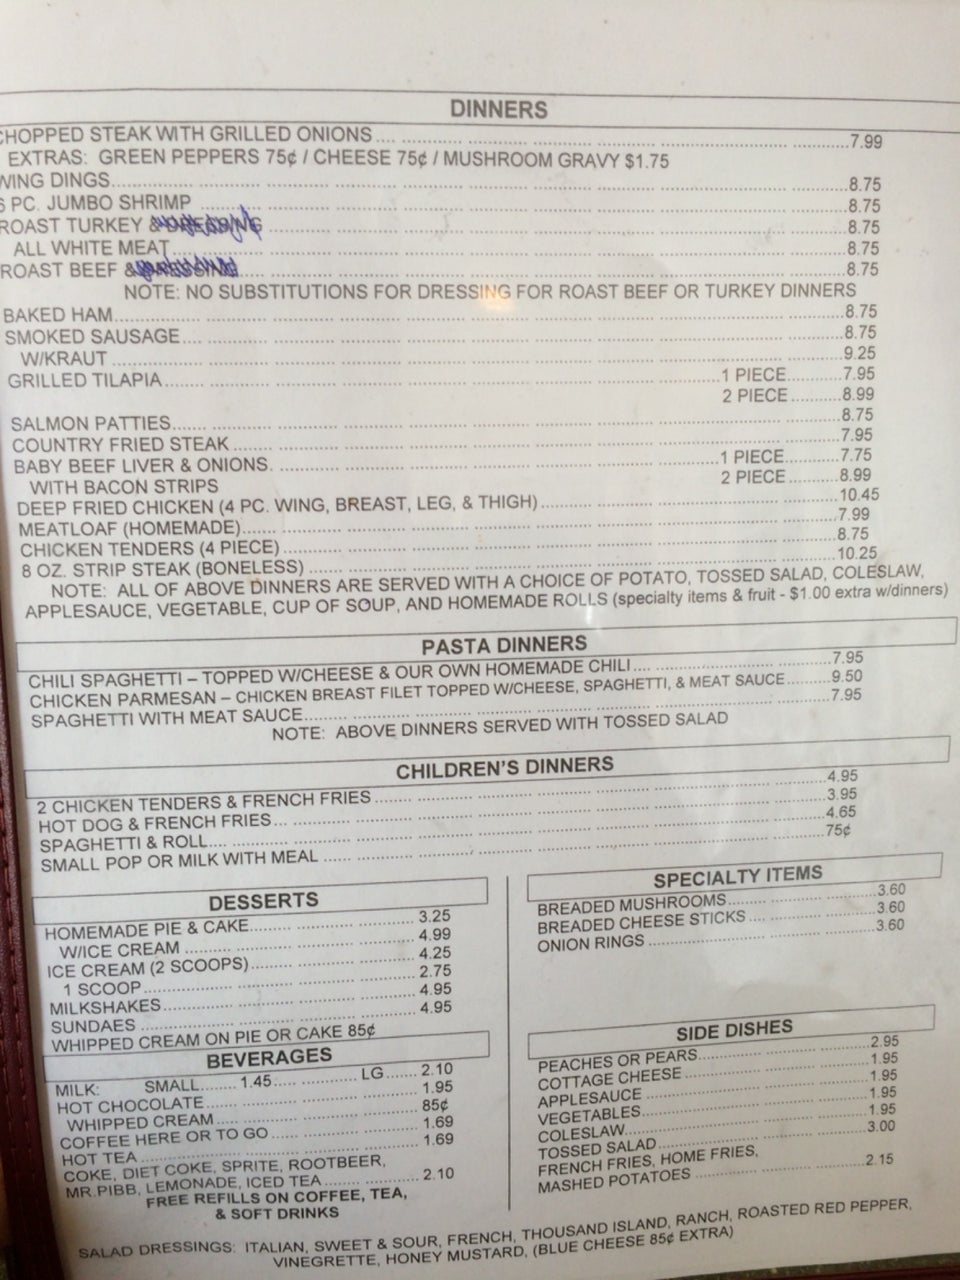 DINNERS
CHOPPED STEAK WITH GRILLED ONIONS.... 7.99
EXTRAS: GREEN PEPPERS 75¢ / CHEESE 75¢ / MUSHROOM GRAVY $1.75
WING DINGS 8.75
6 PC. JUMBO SHRIMP 8.75
ROAST TURKEY 8.75
ALL WHITE MEAT 8.75
ROAST BEEF 8.75
NOTE: NO SUBSTITUTIONS FOR DRESSING FOR ROAST BEEF OR TURKEY DINNERS
BAKED HAM 8.75
SMOKED SAUSAGE 8.75
W/KRAUT 9.25
GRILLED TILAPIA 1 PIECE 7.95
2 PIECE 8.99
SALMON PATTIES 8.75
COUNTRY FRIED STEAK 7.95
BABY BEEF LIVER & ONIONS. 1 PIECE 7.75
WITH BACON STRIPS 2 PIECE 8.99
DEEP FRIED CHICKEN (4 PC. WING, BREAST, LEG, & THIGH) 10.45
MEATLOAF (HOMEMADE) 7.99
CHICKEN TENDERS (4 PIECE) 8.75
8 OZ. STRIP STEAK (BONELESS) 10.25
NOTE: ALL OF ABOVE DINNERS ARE SERVED WITH A CHOICE OF POTATO, TOSSED SALAD, COLESLAW,
APPLESAUCE, VEGETABLE, CUP OF SOUP, AND HOMEMADE ROLLS (specialty items & fruit - $1.00 extra w/dinners)
PASTA DINNERS
CHILI SPAGHETTI – TOPPED W/CHEESE & OUR OWN HOMEMADE CHILI 7.95
CHICKEN PARMESAN – CHICKEN BREAST FILET TOPPED W/CHEESE, SPAGHETTI, & MEAT SAUCE 9.50
SPAGHETTI WITH MEAT SAUCE 7.95
NOTE: ABOVE DINNERS SERVED WITH TOSSED SALAD
CHILDREN'S DINNERS
2 CHICKEN TENDERS & FRENCH FRIES 4.95
HOT DOG & FRENCH FRIES 3.95
SPAGHETTI & ROLL 4.65
SMALL POP OR MILK WITH MEAL 75¢
DESSERTS
HOMEMADE PIE & CAKE 3.25
W/ICE CREAM 4.99
ICE CREAM (2 SCOOPS) 4.25
1 SCOOP 2.75
MILKSHAKES 4.95
SUNDAES 4.95
WHIPPED CREAM ON PIE OR CAKE 85¢
BEVERAGES
MILK: SMALL 1.45 LG 2.10
HOT CHOCOLATE 1.95
WHIPPED CREAM 85¢
COFFEE HERE OR TO GO 1.69
HOT TEA 1.69
COKE, DIET COKE, SPRITE, ROOTBEER,
MR.PIBB, LEMONADE, ICED TEA 2.10
FREE REFILLS ON COFFEE, TEA,
& SOFT DRINKS
SPECIALTY ITEMS
BREADED MUSHROOMS 3.60
BREADED CHEESE STICKS 3.60
ONION RINGS 3.60
SIDE DISHES
PEACHES OR PEARS 2.95
COTTAGE CHEESE 1.95
APPLESAUCE 1.95
VEGETABLES 1.95
COLESLAW 1.95
TOSSED SALAD 3.00
FRENCH FRIES, HOME FRIES,
MASHED POTATOES 2.15
SALAD DRESSINGS: ITALIAN, SWEET & SOUR, FRENCH, THOUSAND ISLAND, RANCH, ROASTED RED PEPPER,
VINEGRETTE, HONEY MUSTARD, (BLUE CHEESE 85¢ EXTRA)